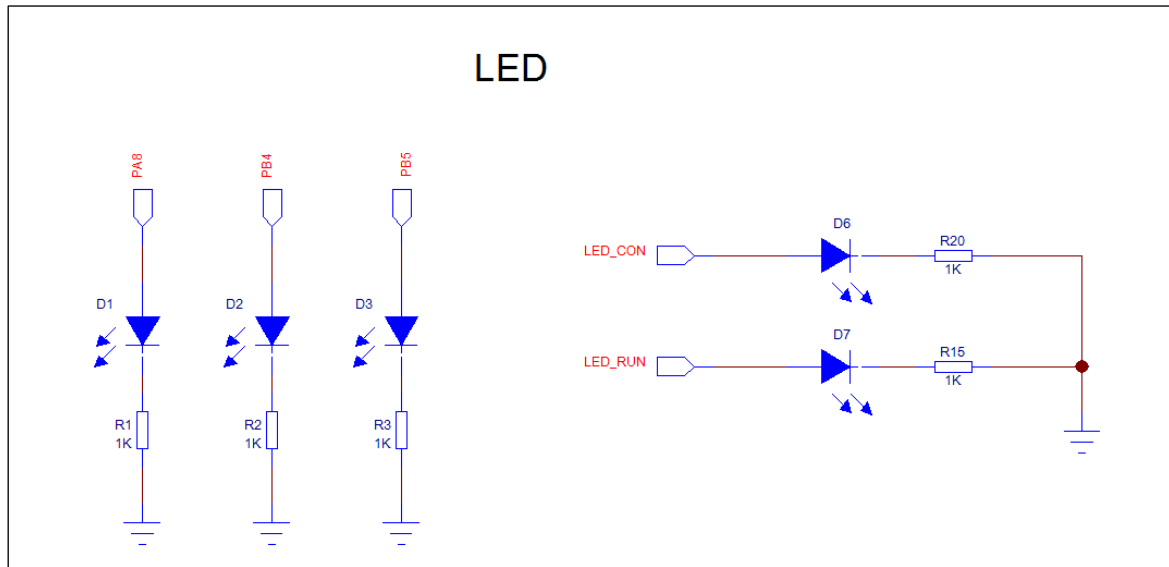 LED
PA8
PB4
PB5
D1
D2
D3
R1
1K
R2
1K
R3
1K
LED_CON
D6
R20
1K
LED_RUN
D7
R15
1K